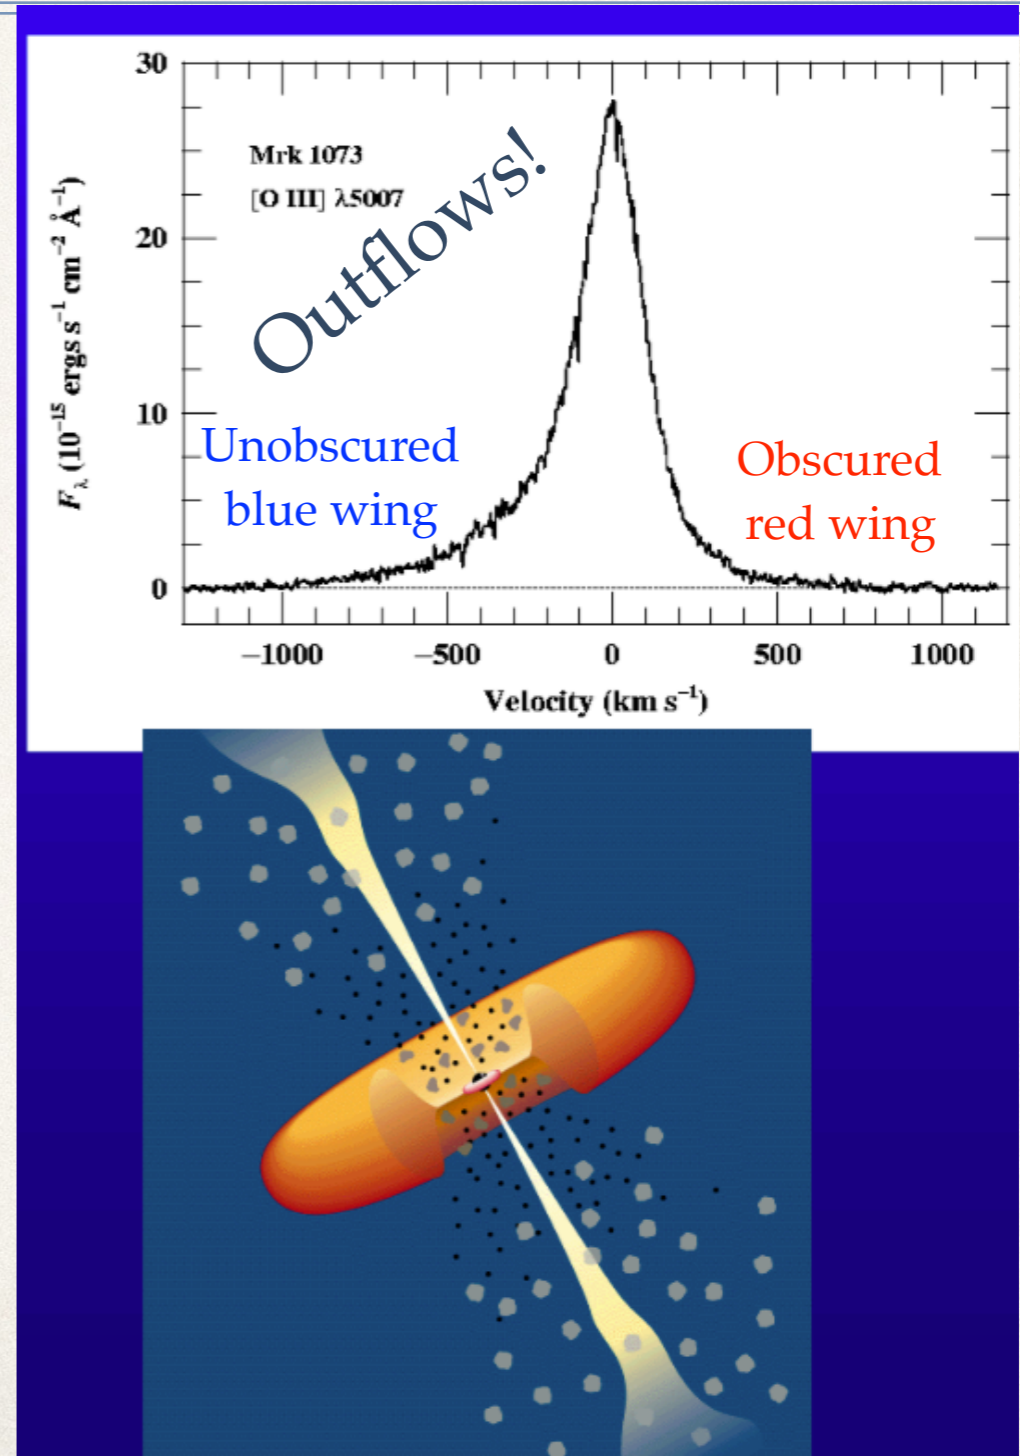 30
Mrk 1073
[O III] λ5007
Outflows!
20
F_λ (10⁻¹⁵ ergs s⁻¹ cm⁻² Å⁻¹)
10
Unobscured
blue wing
Obscured
red wing
0
−1000 −500 0 500 1000
Velocity (km s⁻¹)